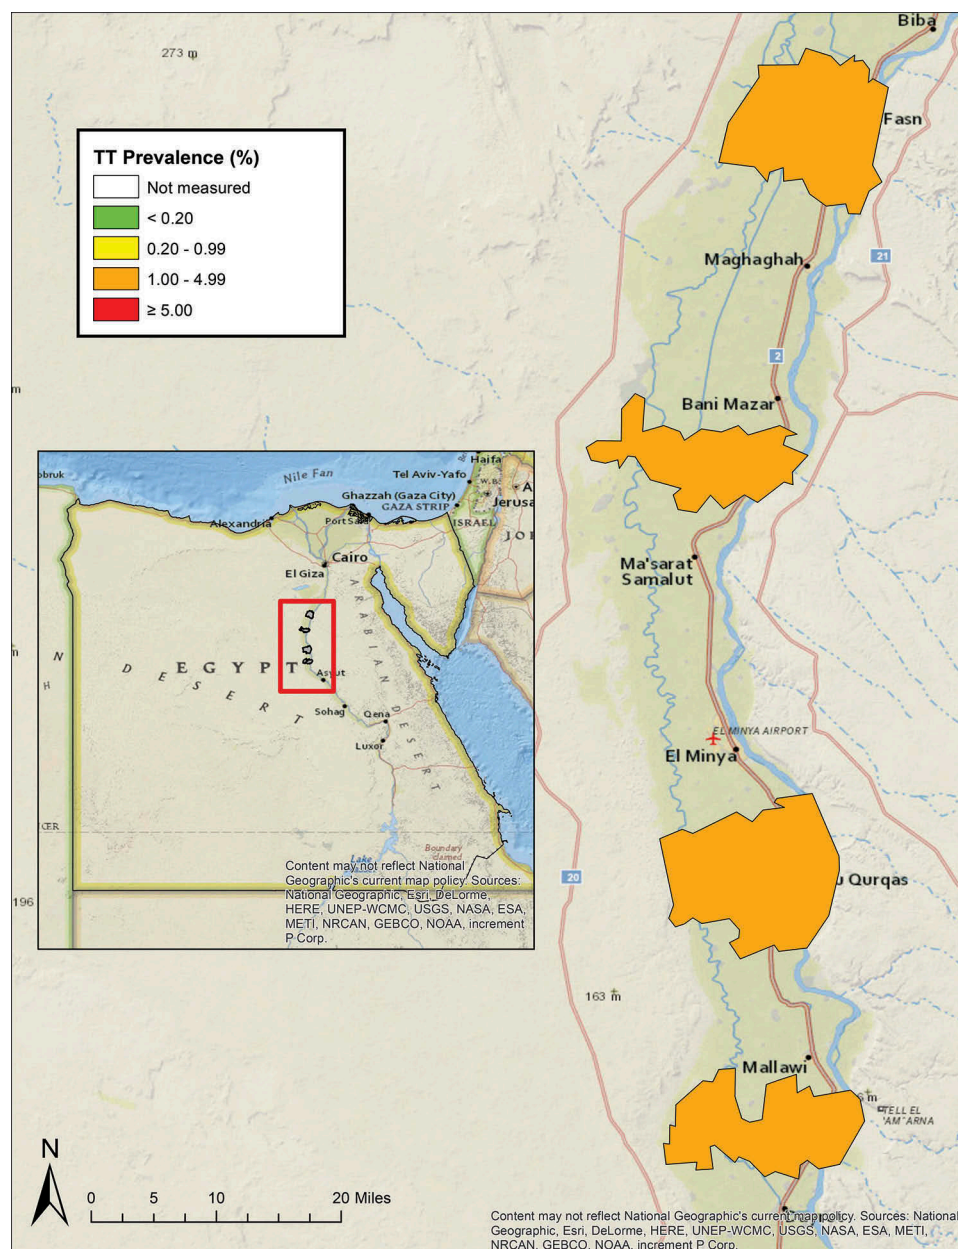 Biba
273 m
Fasn
TT Prevalence (%)
Not measured
< 0.20
0.20 - 0.99
1.00 - 4.99
≥ 5.00
Maghaghah
21
2
m
Bani Mazar
Haifa
Nile Fan
Tel Aviv-Yafo
W.B.
Ghazzah (Gaza City)
GAZA STRIP
Jerusa
Alexandria
Port Said
ISRAEL
Cairo
El Giza
ARABIAN DESERT
EGYPT
DESERT
Asyut
Sohag
Qena
Luxor
Boundary
claimed
Lake
Content may not reflect National
Geographic's current map policy. Sources:
National Geographic, Esri, DeLorme,
HERE, UNEP-WCMC, USGS, NASA, ESA,
METI, NRCAN, GEBCO, NOAA, increment
P Corp.
Ma'sarat
Samalut
EL MINYA AIRPORT
El Minya
20
u Qurqas
196
163 m
Mallawi
m
TELL EL
'AMARNA
N
0 5 10 20 Miles
Content may not reflect National Geographic's current map policy. Sources: National
Geographic, Esri, DeLorme, HERE, UNEP-WCMC, USGS, NASA, ESA, METI,
NRCAN, GEBCO, NOAA, increment P Corp.